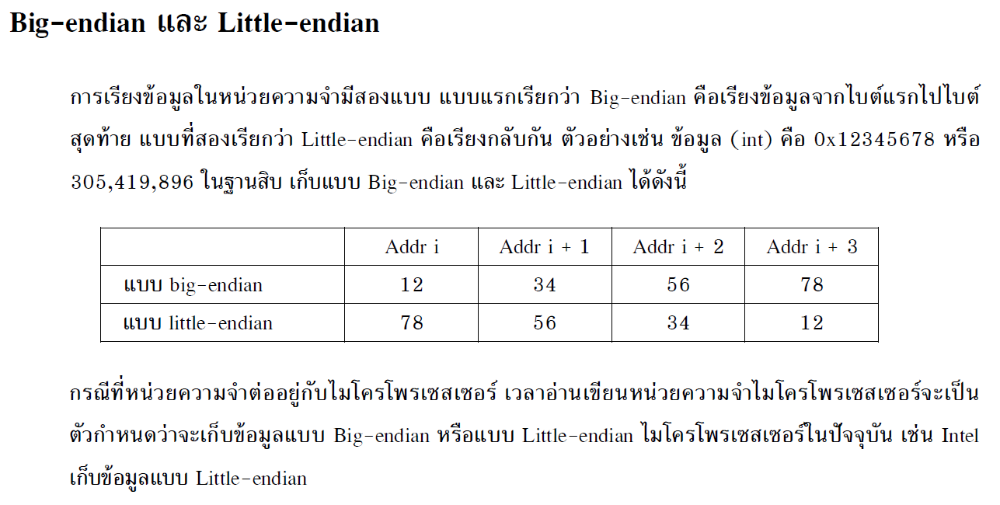 Big-endian และ Little-endian
การเรียงข้อมูลในหน่วยความจำมีสองแบบ แบบแรกเรียกว่า Big-endian คือเรียงข้อมูลจากไบต์แรกไปไบต์
สุดท้าย แบบที่สองเรียกว่า Little-endian คือเรียงกลับกัน ตัวอย่างเช่น ข้อมูล (int) คือ 0x12345678 หรือ
305,419,896 ในฐานสิบ เก็บแบบ Big-endian และ Little-endian ได้ดังนี้
Addr i Addr i + 1 Addr i + 2 Addr i + 3
แบบ big-endian 12 34 56 78
แบบ little-endian 78 56 34 12
กรณีที่หน่วยความจำต่ออยู่กับไมโครโพรเซสเซอร์ เวลาอ่านเขียนหน่วยความจำไมโครโพรเซสเซอร์จะเป็น
ตัวกำหนดว่าจะเก็บข้อมูลแบบ Big-endian หรือแบบ Little-endian ไมโครโพรเซสเซอร์ในปัจจุบัน เช่น Intel
เก็บข้อมูลแบบ Little-endian